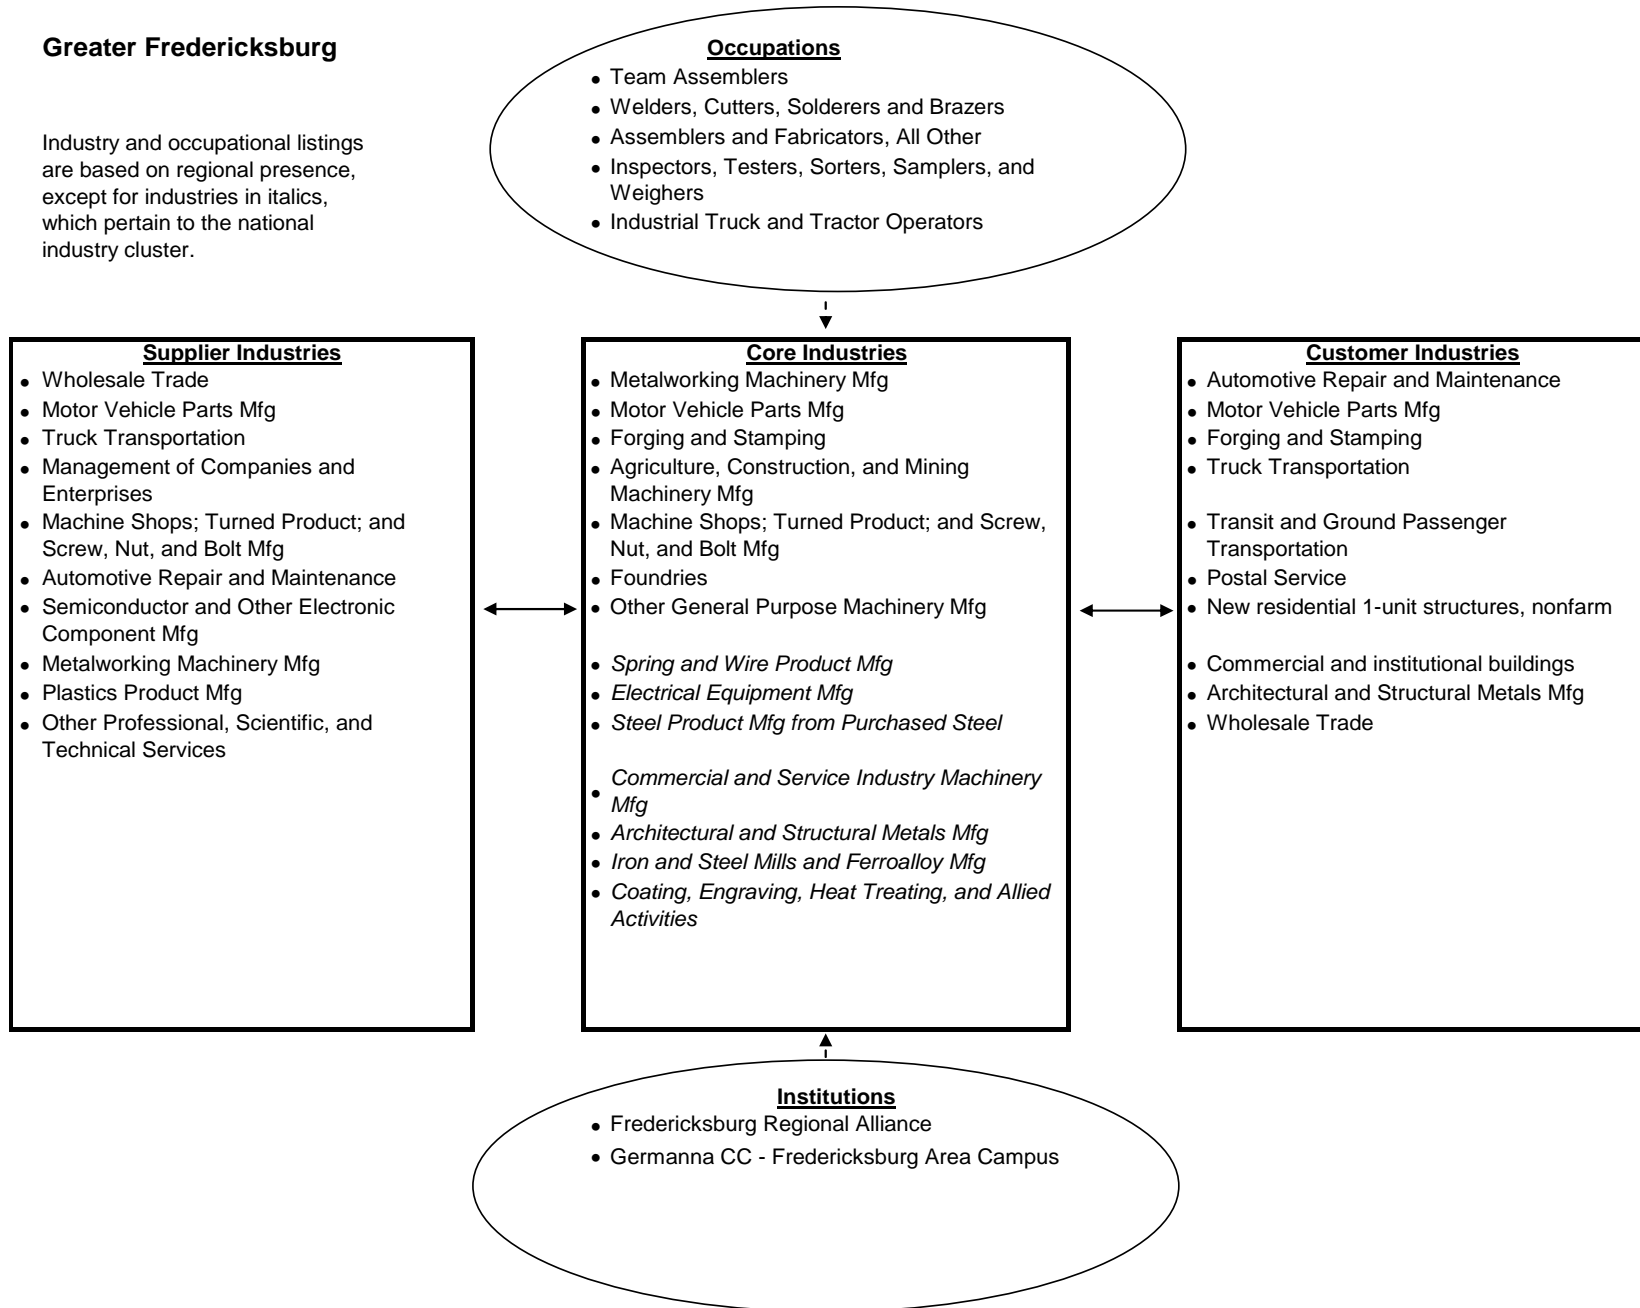 Greater Fredericksburg
Industry and occupational listings
are based on regional presence,
except for industries in italics,
which pertain to the national
industry cluster.
Occupations
• Team Assemblers
• Welders, Cutters, Solderers and Brazers
• Assemblers and Fabricators, All Other
• Inspectors, Testers, Sorters, Samplers, and
Weighers
• Industrial Truck and Tractor Operators
Supplier Industries
• Wholesale Trade
• Motor Vehicle Parts Mfg
• Truck Transportation
• Management of Companies and
Enterprises
• Machine Shops; Turned Product; and
Screw, Nut, and Bolt Mfg
• Automotive Repair and Maintenance
• Semiconductor and Other Electronic
Component Mfg
• Metalworking Machinery Mfg
• Plastics Product Mfg
• Other Professional, Scientific, and
Technical Services
Core Industries
• Metalworking Machinery Mfg
• Motor Vehicle Parts Mfg
• Forging and Stamping
• Agriculture, Construction, and Mining
Machinery Mfg
• Machine Shops; Turned Product; and Screw,
Nut, and Bolt Mfg
• Foundries
• Other General Purpose Machinery Mfg
• Spring and Wire Product Mfg
• Electrical Equipment Mfg
• Steel Product Mfg from Purchased Steel
• Commercial and Service Industry Machinery
Mfg
• Architectural and Structural Metals Mfg
• Iron and Steel Mills and Ferroalloy Mfg
• Coating, Engraving, Heat Treating, and Allied
Activities
Customer Industries
• Automotive Repair and Maintenance
• Motor Vehicle Parts Mfg
• Forging and Stamping
• Truck Transportation
• Transit and Ground Passenger
Transportation
• Postal Service
• New residential 1-unit structures, nonfarm
• Commercial and institutional buildings
• Architectural and Structural Metals Mfg
• Wholesale Trade
Institutions
• Fredericksburg Regional Alliance
• Germanna CC - Fredericksburg Area Campus